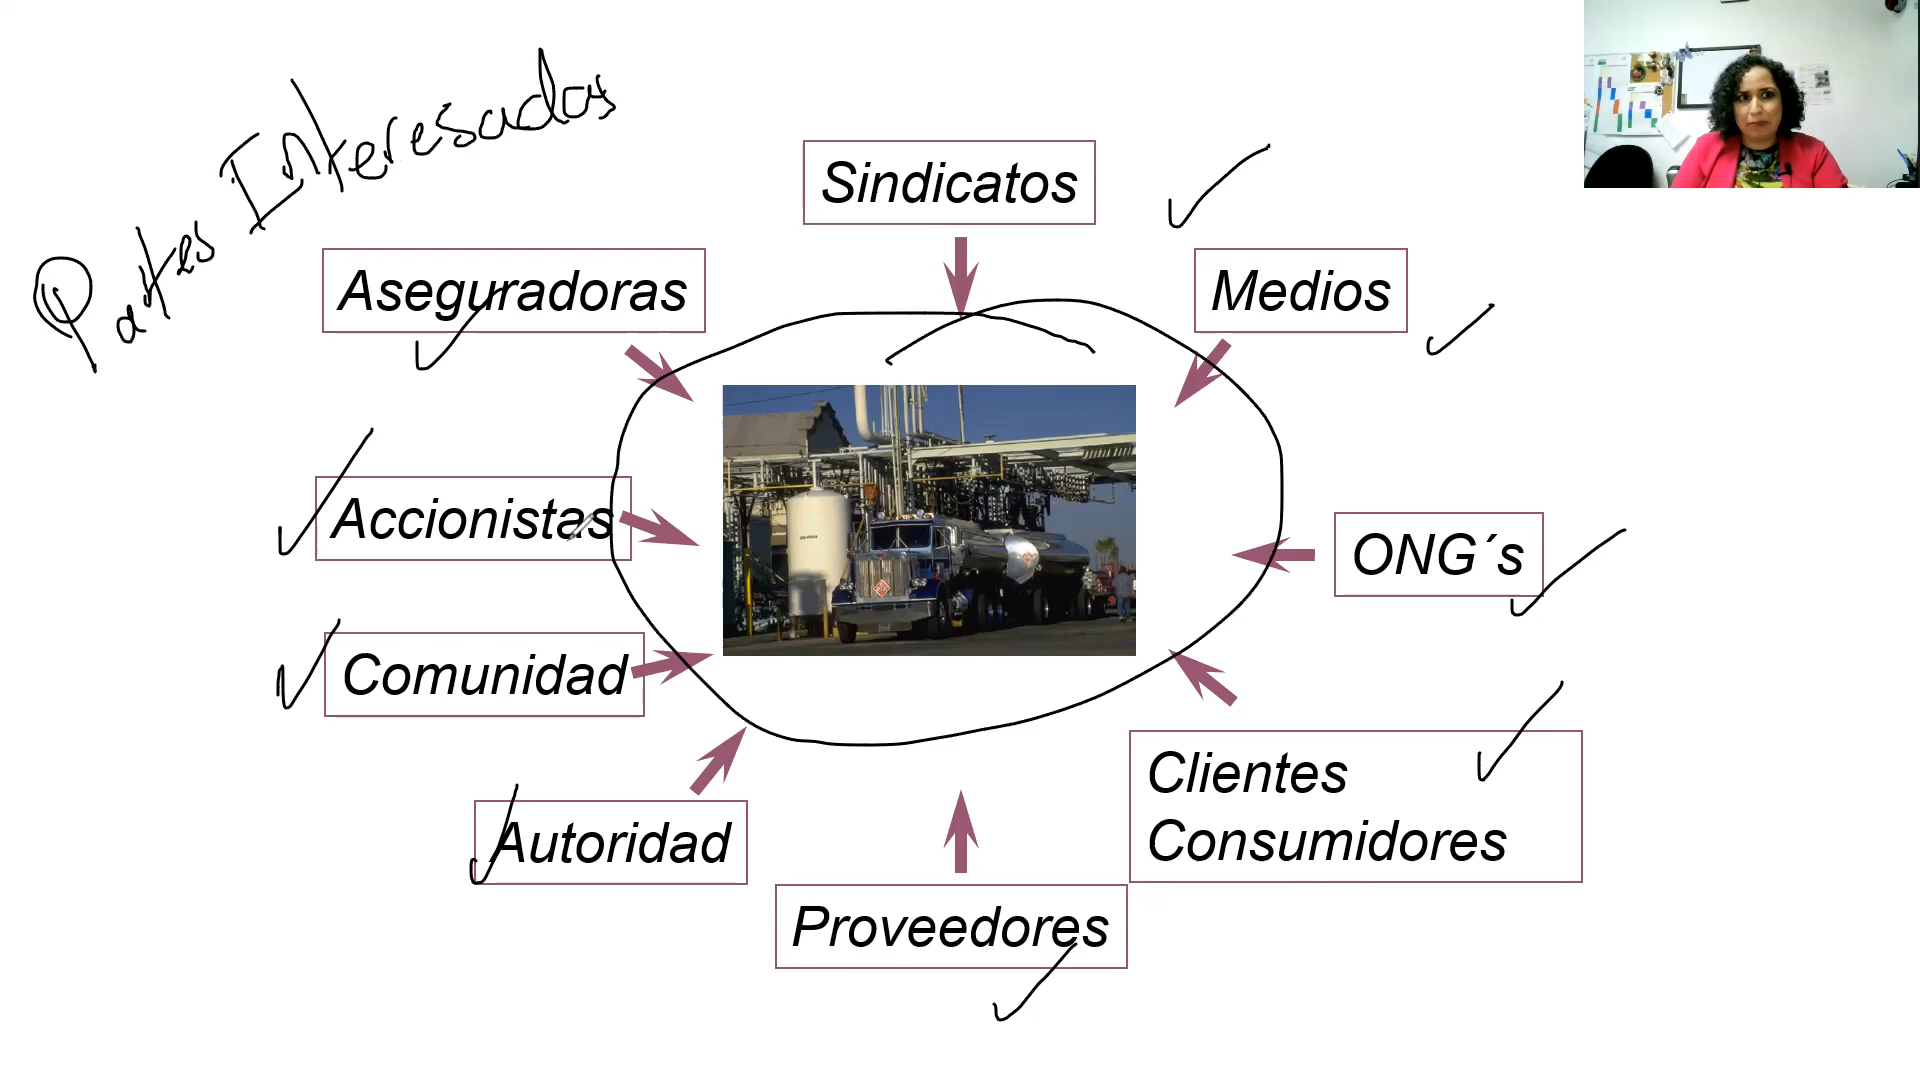 Partes Interesadas
Sindicatos
Aseguradoras
Medios
Accionistas
ONG´s
Comunidad
Clientes
Consumidores
Autoridad
Proveedores